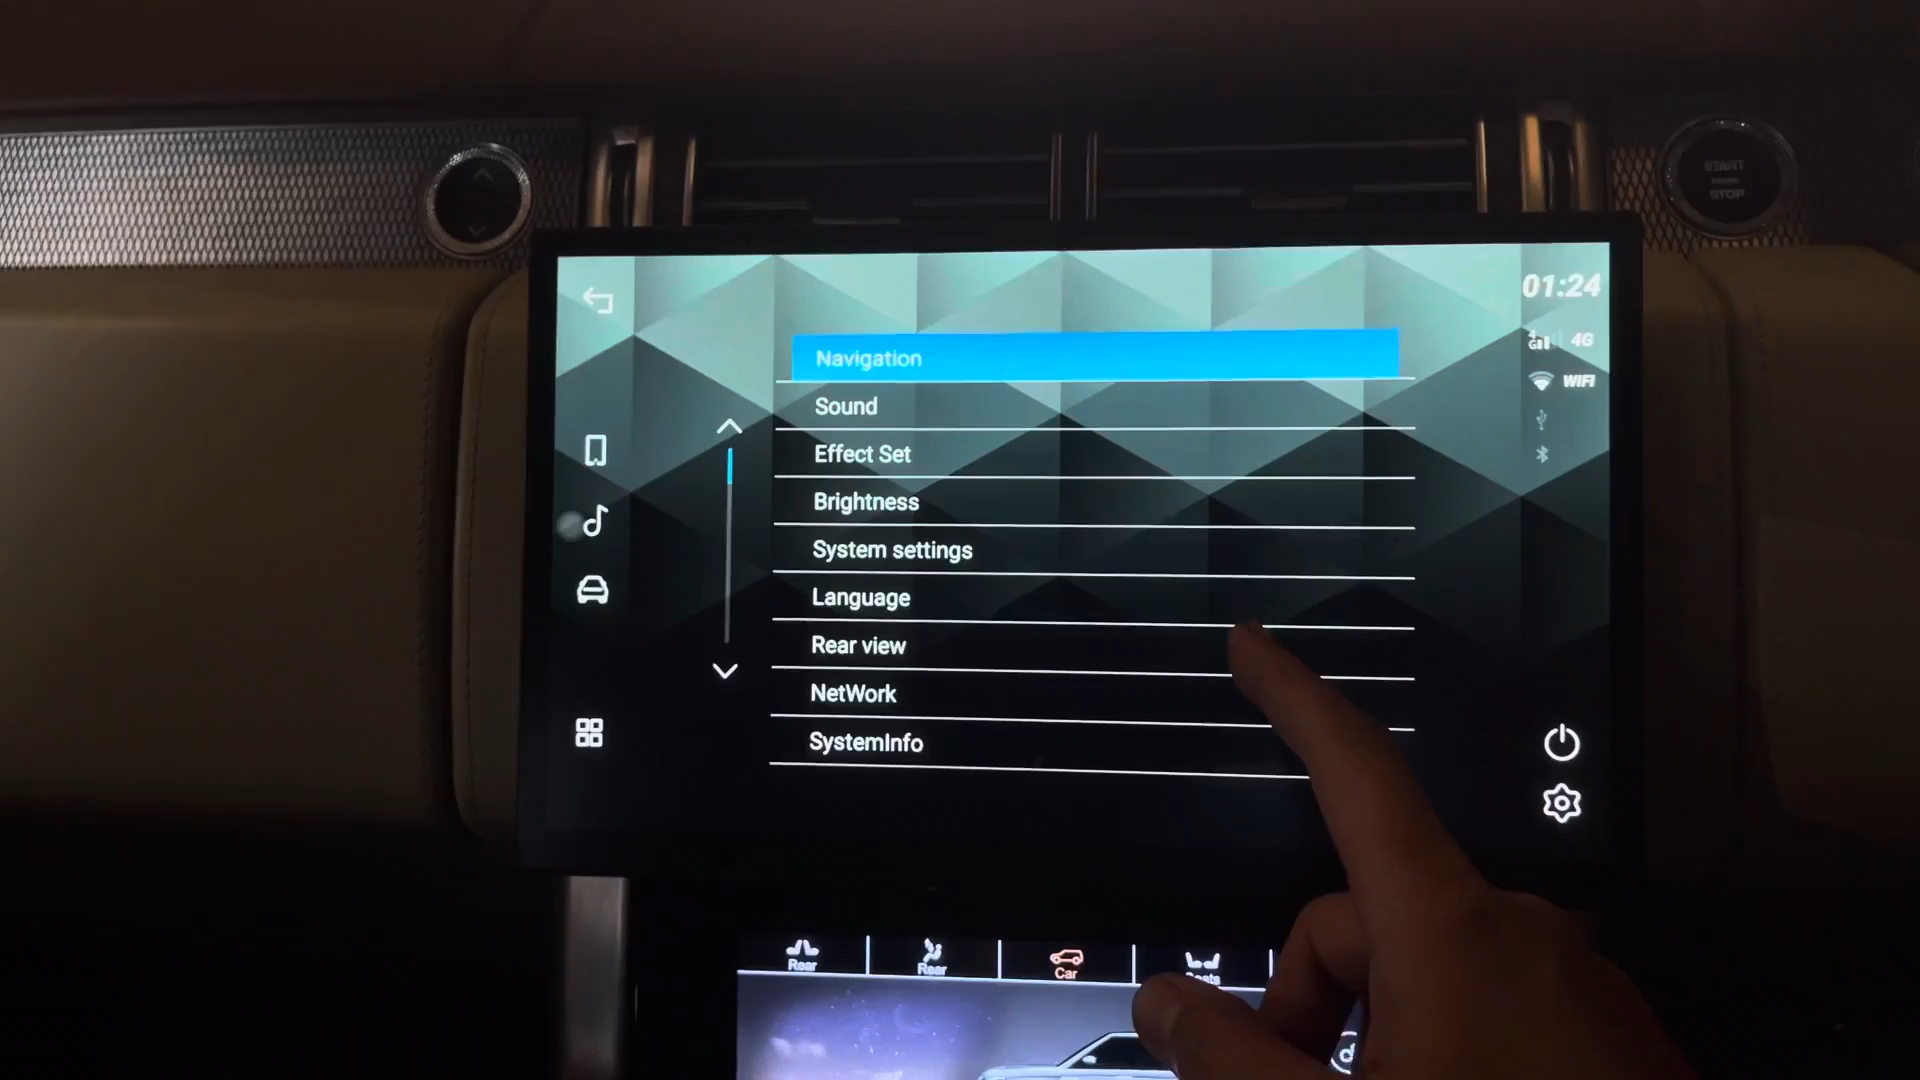 START
STOP
01:24
4G
4G
WIFI
Navigation
Sound
Effect Set
Brightness
System settings
Language
Rear view
NetWork
SystemInfo
Rear
Rear
Car